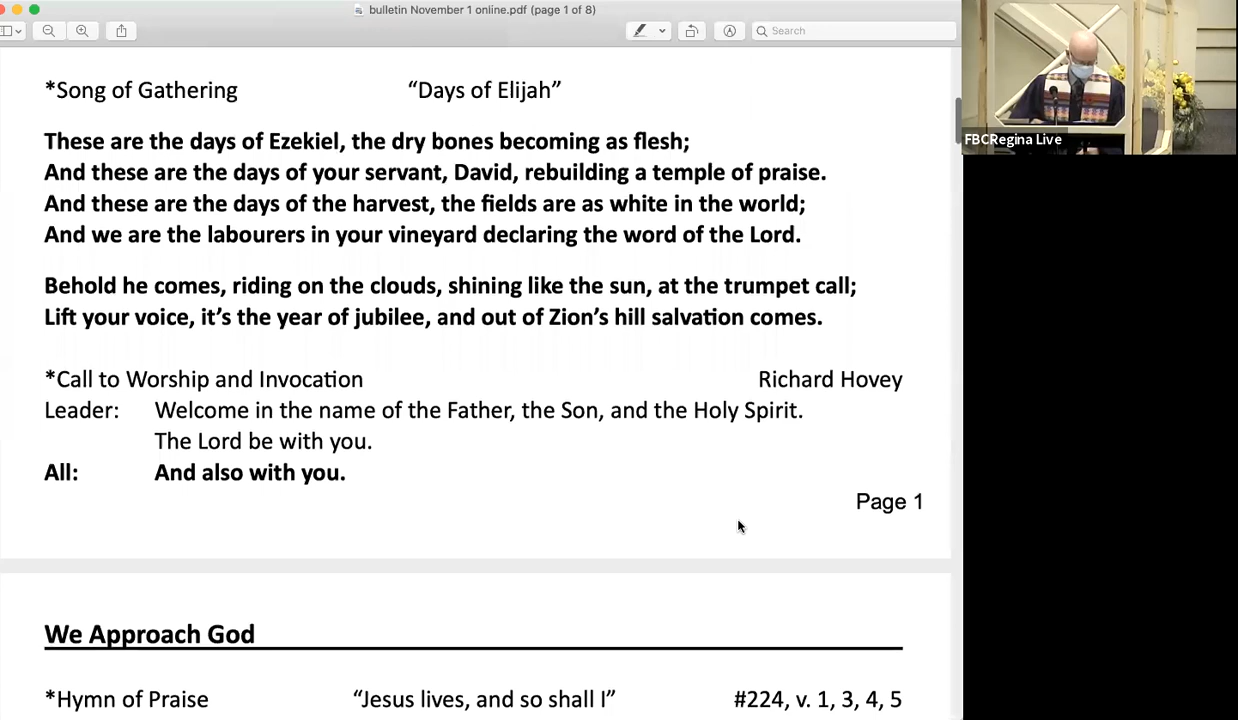 bulletin November 1 online.pdf (page 1 of 8)
Search
*Song of Gathering “Days of Elijah”
These are the days of Ezekiel, the dry bones becoming as flesh;
And these are the days of your servant, David, rebuilding a temple of praise.
And these are the days of the harvest, the fields are as white in the world;
And we are the labourers in your vineyard declaring the word of the Lord.
Behold he comes, riding on the clouds, shining like the sun, at the trumpet call;
Lift your voice, it’s the year of jubilee, and out of Zion’s hill salvation comes.
*Call to Worship and Invocation Richard Hovey
Leader: Welcome in the name of the Father, the Son, and the Holy Spirit.
The Lord be with you.
All: And also with you.
Page 1
We Approach God
*Hymn of Praise “Jesus lives, and so shall I” #224, v. 1, 3, 4, 5
FBCRegina Live